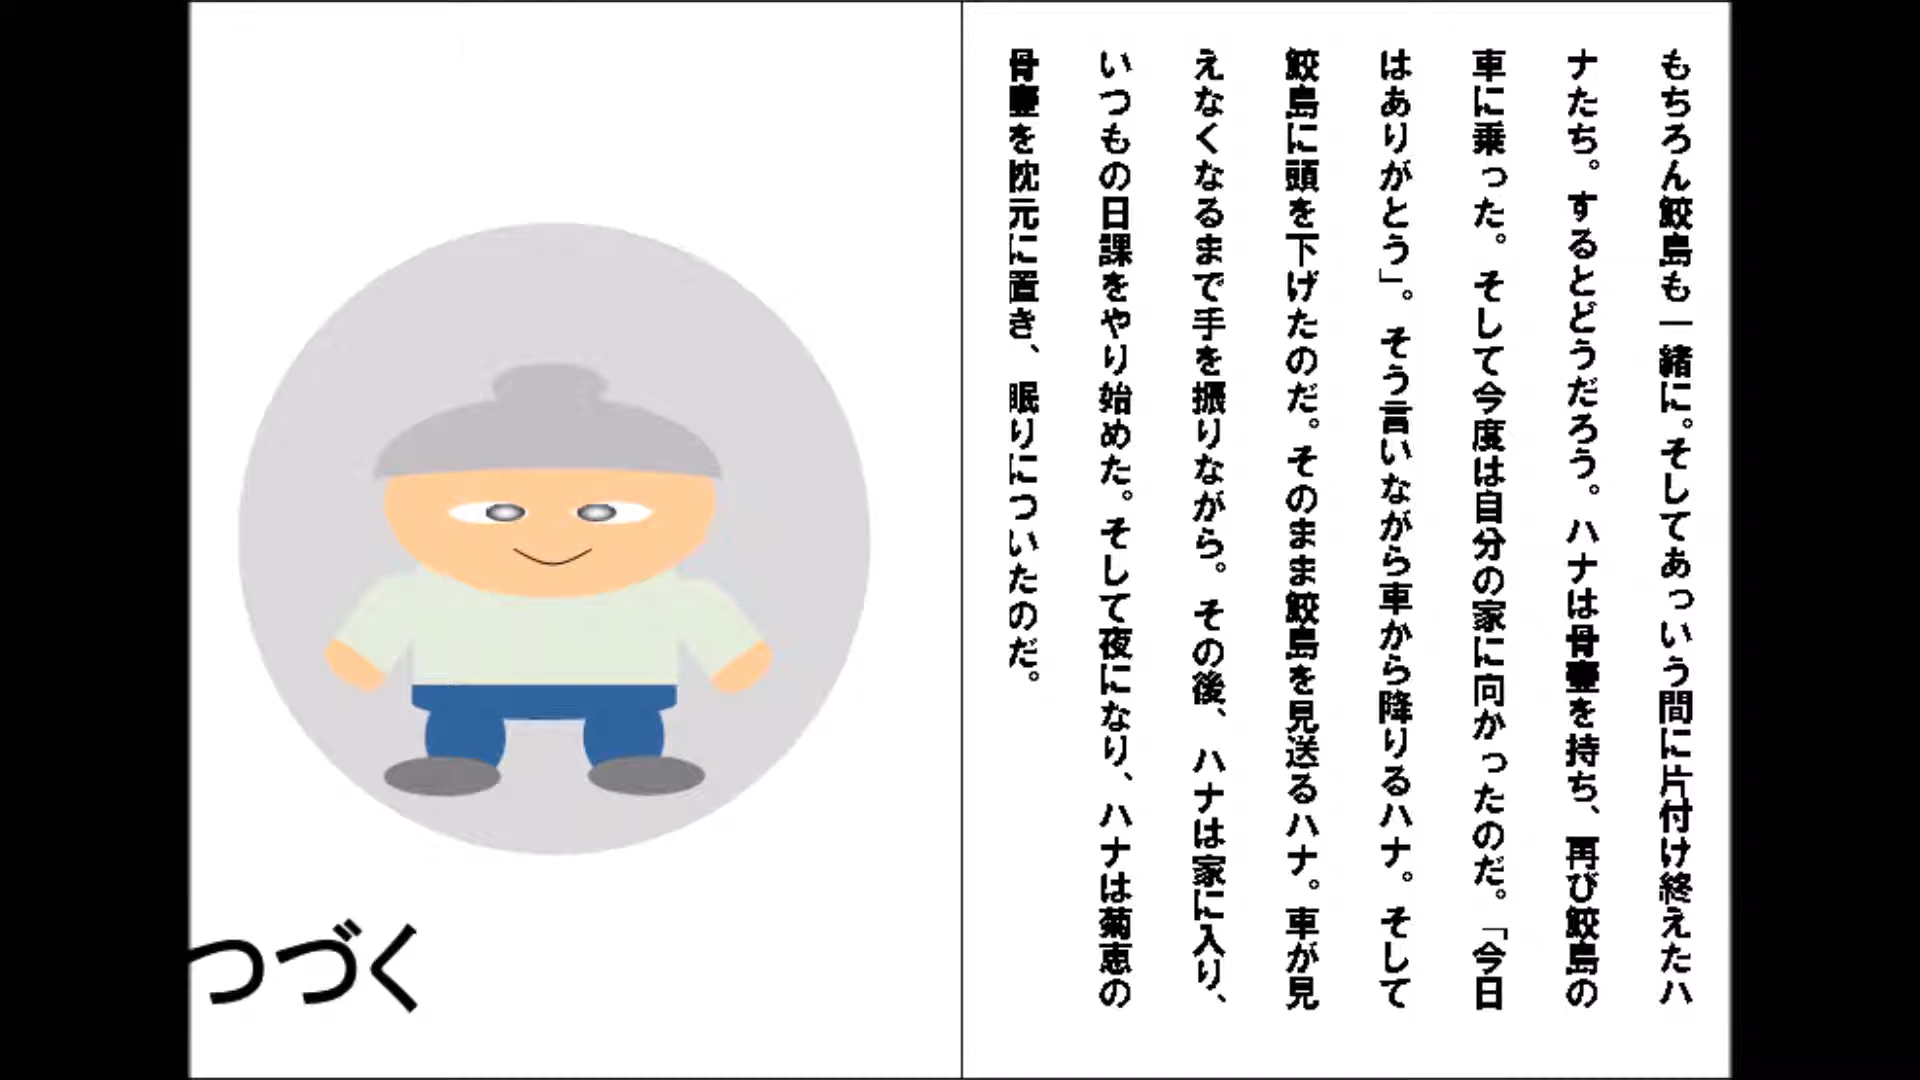 もちろん鮫島も一緒に。そしてあっいう間に片付け終えたハ
ナたち。するとどうだろう。ハナは骨壷を持ち、再び鮫島の
車に乗った。そして今度は自分の家に向かったのだ。「今日
はありがとう」。そう言いながら車から降りるハナ。そして
鮫島に頭を下げたのだ。そのまま鮫島を見送るハナ。車が見
えなくなるまで手を振りながら。その後、ハナは家に入り、
いつもの日課をやり始めた。そして夜になり、ハナは菊恵の
骨壷を枕元に置き、眠りについたのだ。
つづく